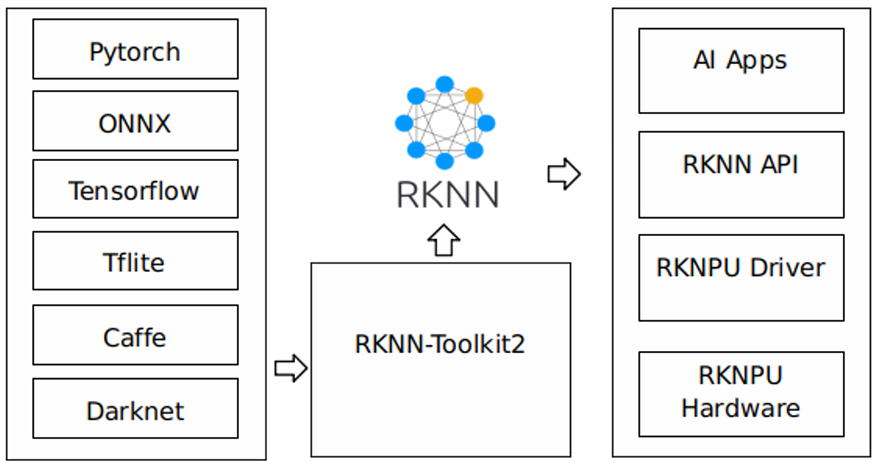 Pytorch
ONNX
Tensorflow
Tflite
Caffe
Darknet
RKNN
RKNN-Toolkit2
AI Apps
RKNN API
RKNPU Driver
RKNPU
Hardware